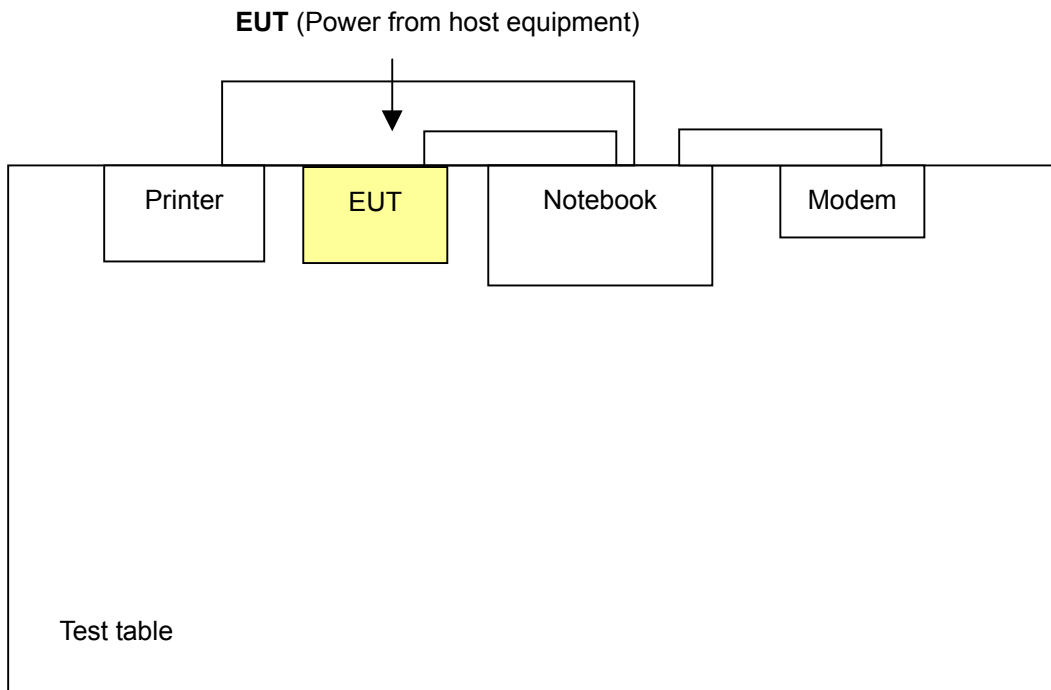 EUT (Power from host equipment)
Printer
EUT
Notebook
Modem
Test table